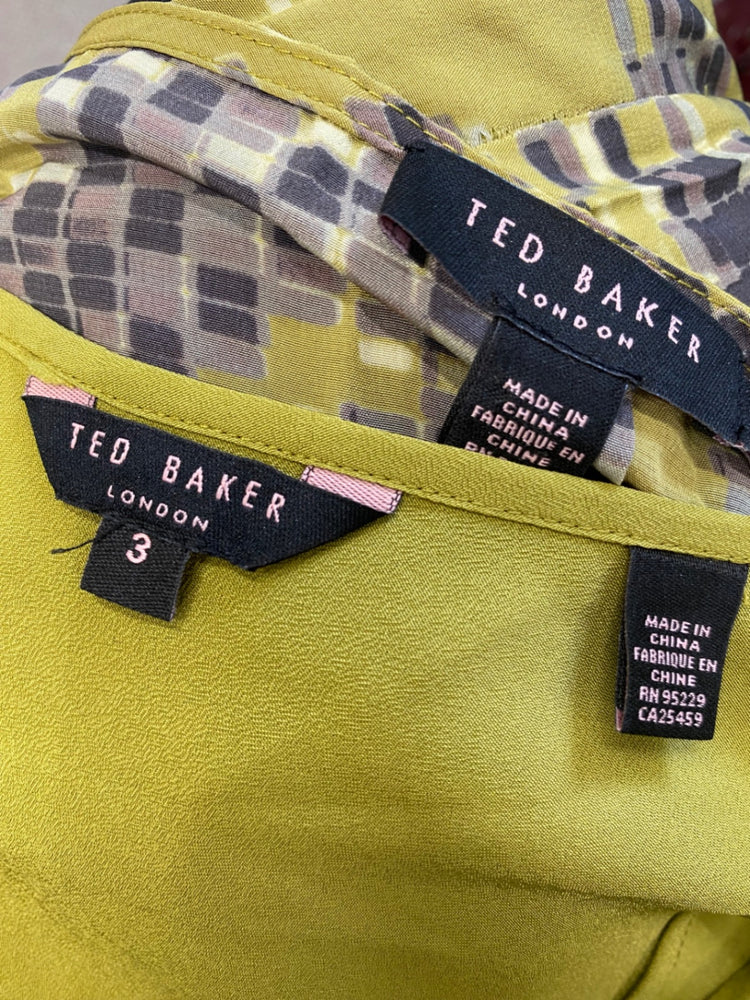 TED BAKER
LONDON
MADE IN
CHINA
FABRIQUE EN
CHINE
TED BAKER
LONDON
3
MADE IN
CHINA
FABRIQUE EN
CHINE
RN 95229
CA25459